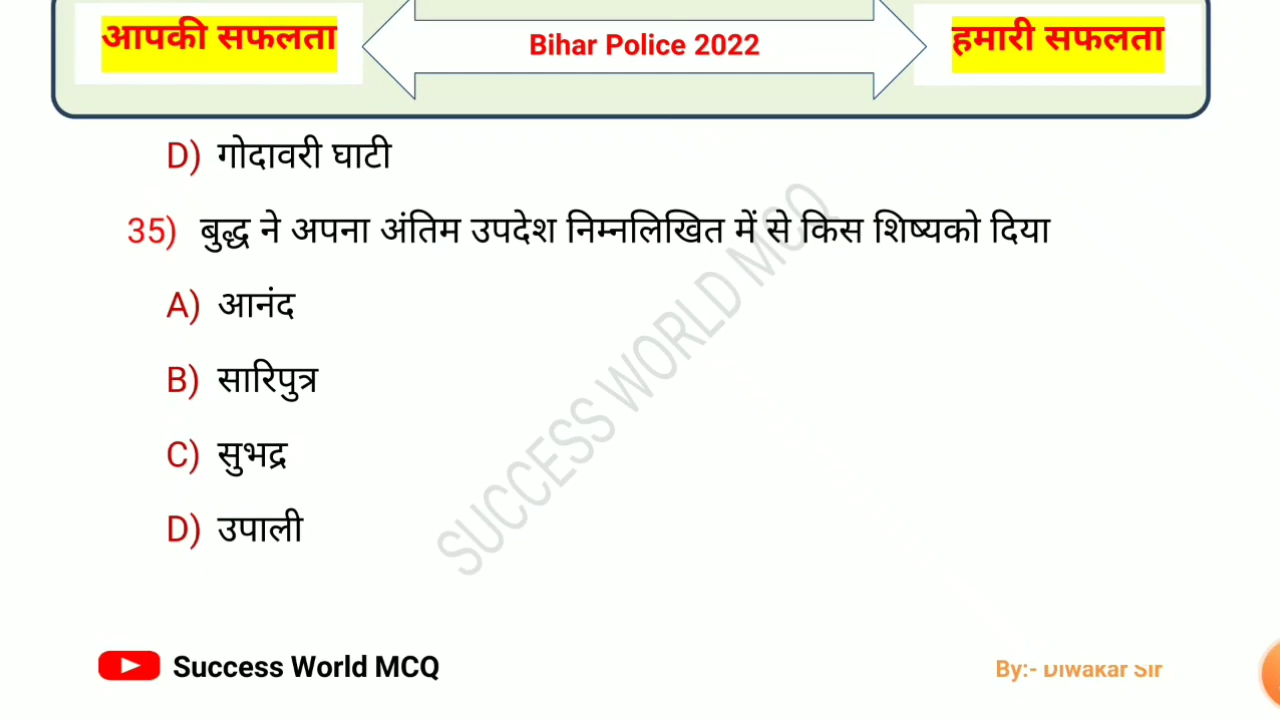 आपकी सफलता Bihar Police 2022 हमारी सफलता
D) गोदावरी घाटी
35) बुद्ध ने अपना अंतिम उपदेश निम्नलिखित में से किस शिष्यको दिया
A) आनंद
B) सारिपुत्र
C) सुभद्र
D) उपाली
SUCCESS WORLD MCQ
Success World MCQ By:- Diwakar Sir